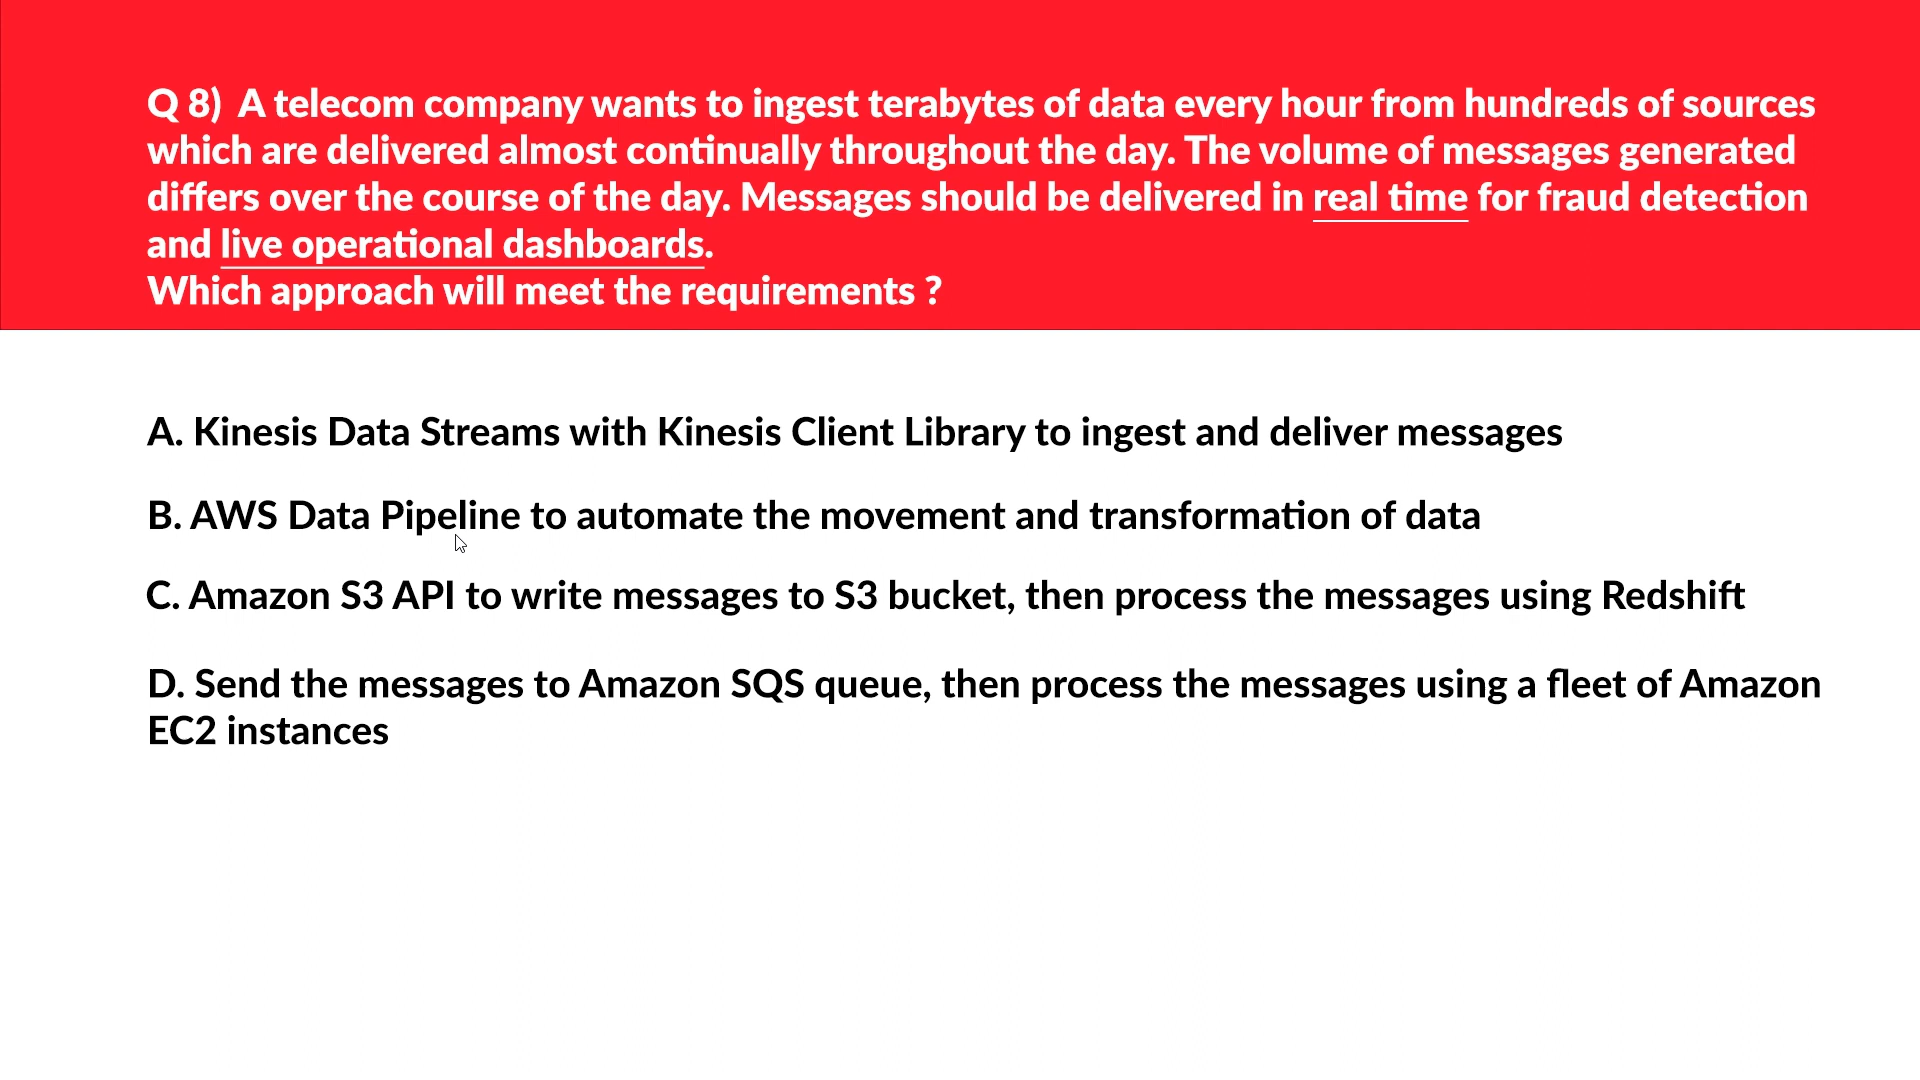 Q 8)  A telecom company wants to ingest terabytes of data every hour from hundreds of sources
which are delivered almost continually throughout the day. The volume of messages generated
differs over the course of the day. Messages should be delivered in real time for fraud detection
and live operational dashboards.
Which approach will meet the requirements ?
A. Kinesis Data Streams with Kinesis Client Library to ingest and deliver messages
B. AWS Data Pipeline to automate the movement and transformation of data
C. Amazon S3 API to write messages to S3 bucket, then process the messages using Redshift
D. Send the messages to Amazon SQS queue, then process the messages using a fleet of Amazon
EC2 instances